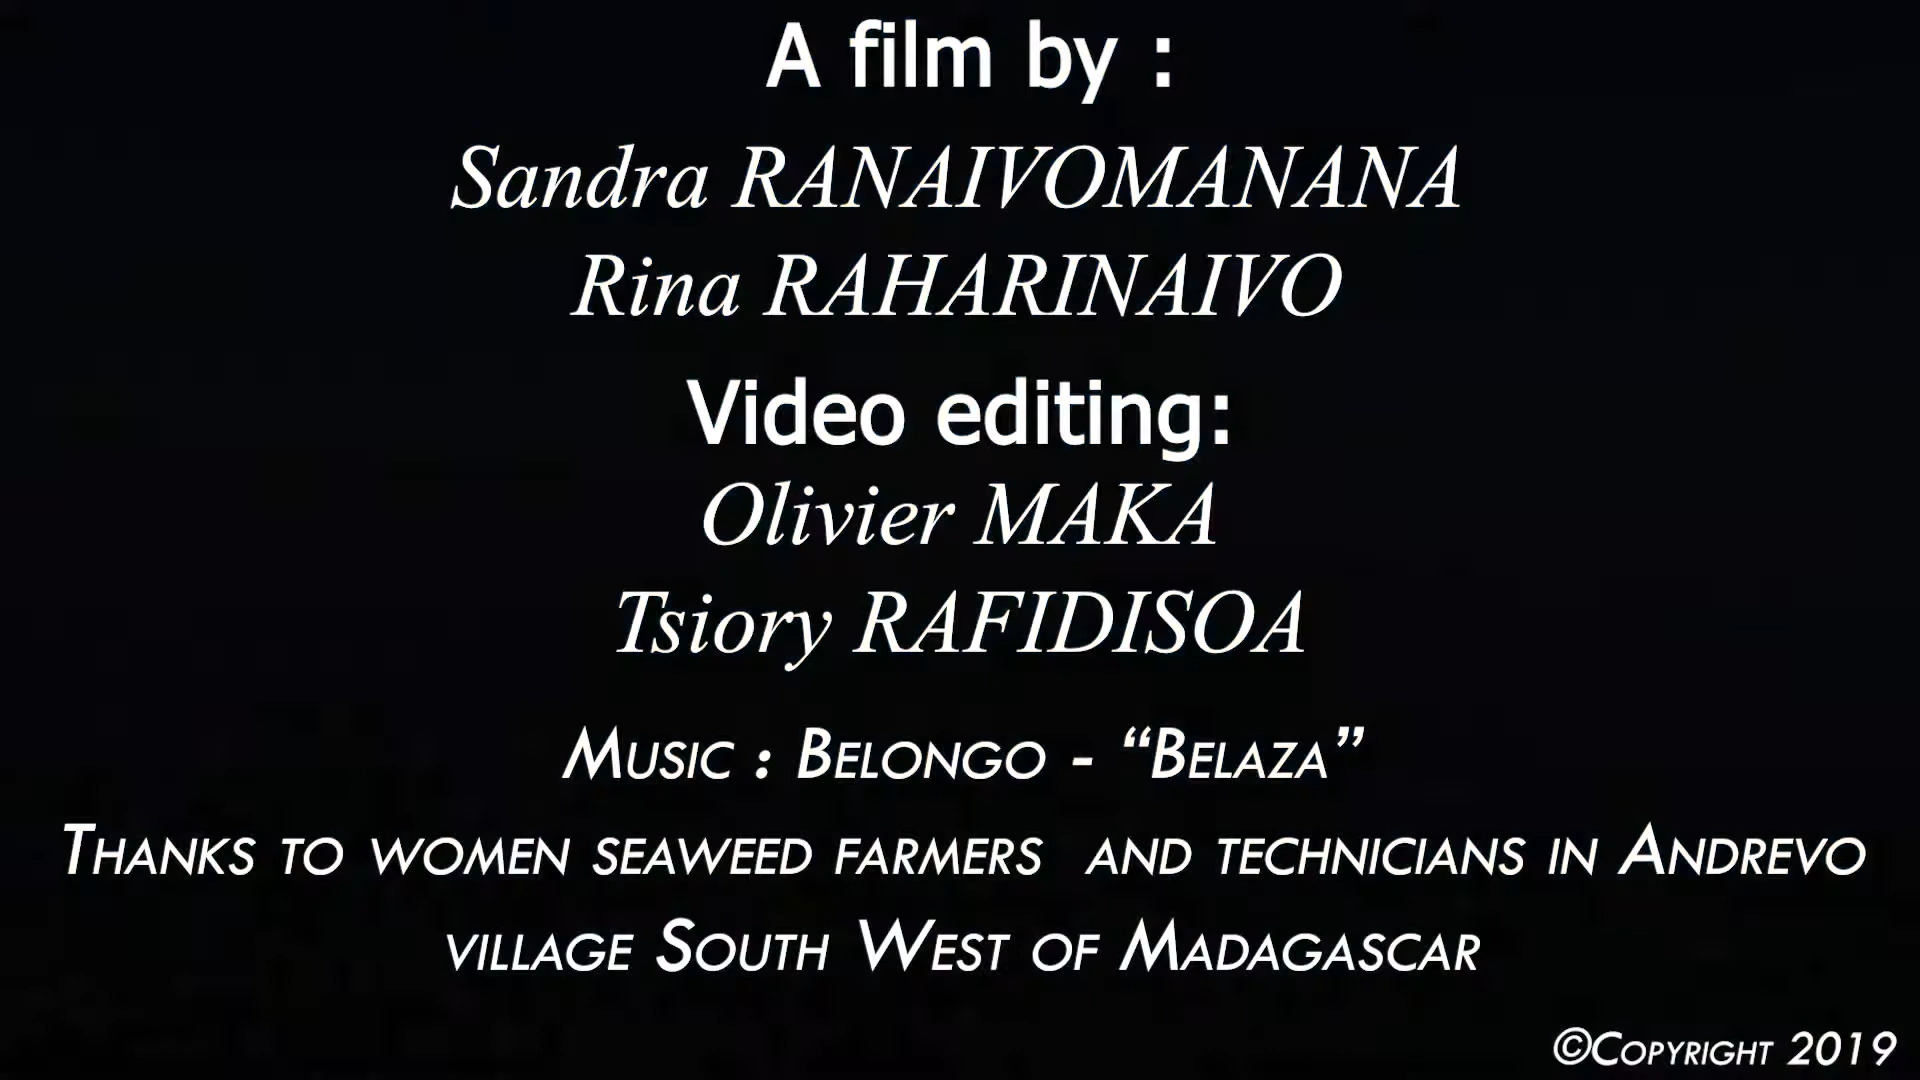 A film by :
Sandra RANAIVOMANANA
Rina RAHARINAIVO
Video editing:
Olivier MAKA
Tsiory RAFIDISOA
Music : Belongo - “Belaza”
Thanks to women seaweed farmers and technicians in Andrevo
village South West of Madagascar
©Copyright 2019